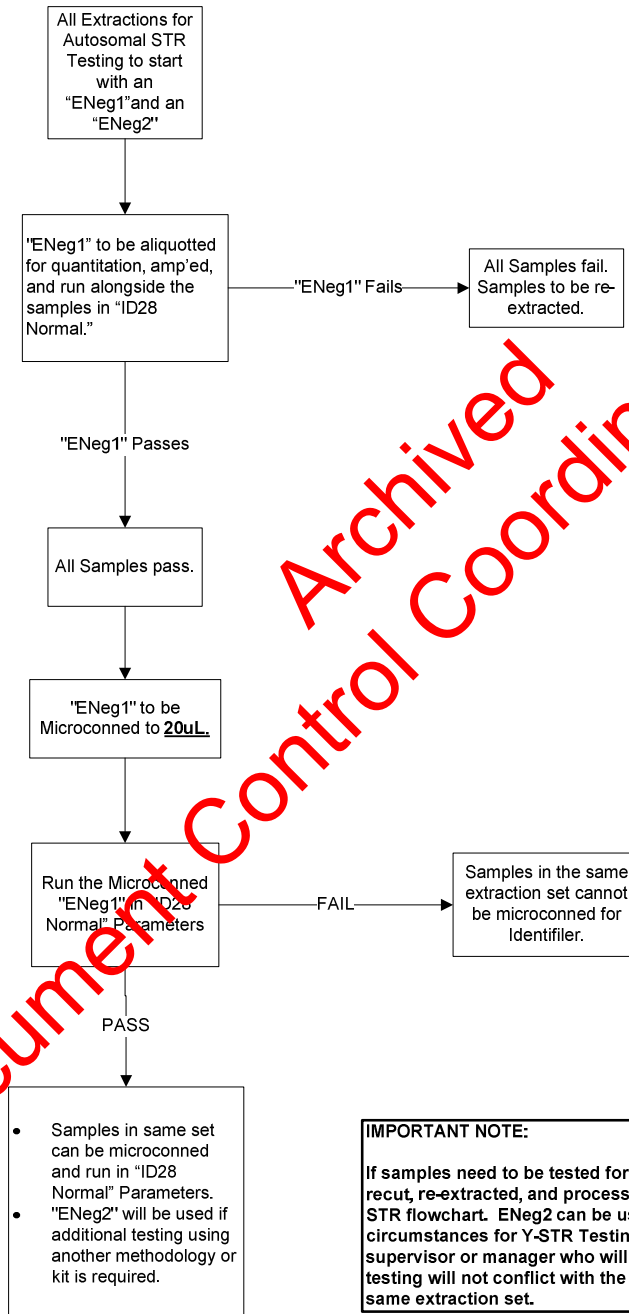 All Extractions for
Autosomal STR
Testing to start
with an
“ENeg1”and an
“ENeg2"
"ENeg1” to be aliquotted
for quantitation, amp’ed,
and run alongside the
samples in “ID28
Normal.”
"ENeg1" Fails
All Samples fail.
Samples to be re-
extracted.
"ENeg1" Passes
All Samples pass.
"ENeg1" to be
Microconned to 20uL.
Run the Microconned
"ENeg1" in "ID28
Normal” Parameters
FAIL
Samples in the same
extraction set cannot
be microconned for
Identifiler.
PASS
• Samples in same set
can be microconned
and run in “ID28
Normal” Parameters.
• "ENeg2" will be used if
additional testing using
another methodology or
kit is required.
IMPORTANT NOTE:
If samples need to be tested for
recut, re-extracted, and process
STR flowchart. ENeg2 can be us
circumstances for Y-STR Testin
supervisor or manager who will
testing will not conflict with the
same extraction set.
Archived
Control